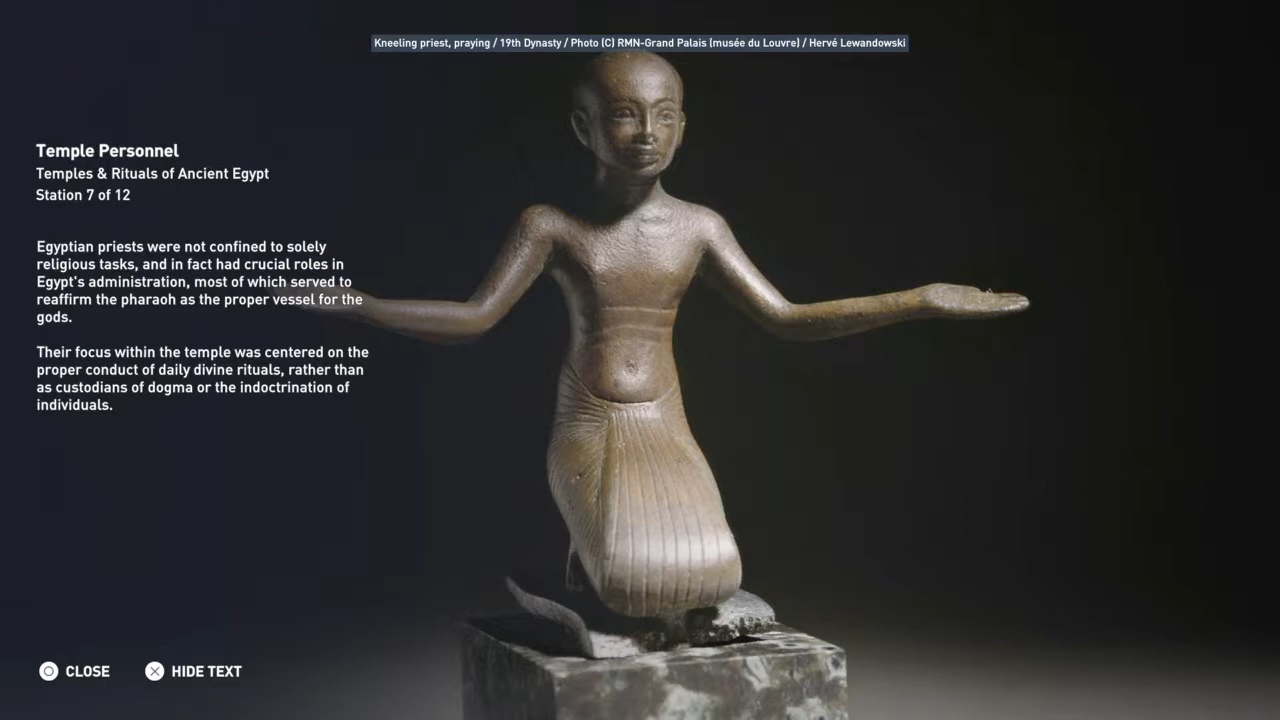 Kneeling priest, praying / 19th Dynasty / Photo (C) RMN-Grand Palais (musée du Louvre) / Hervé Lewandowski
Temple Personnel
Temples & Rituals of Ancient Egypt
Station 7 of 12
Egyptian priests were not confined to solely
religious tasks, and in fact had crucial roles in
Egypt's administration, most of which served to
reaffirm the pharaoh as the proper vessel for the
gods.
Their focus within the temple was centered on the
proper conduct of daily divine rituals, rather than
as custodians of dogma or the indoctrination of
individuals.
CLOSE
HIDE TEXT